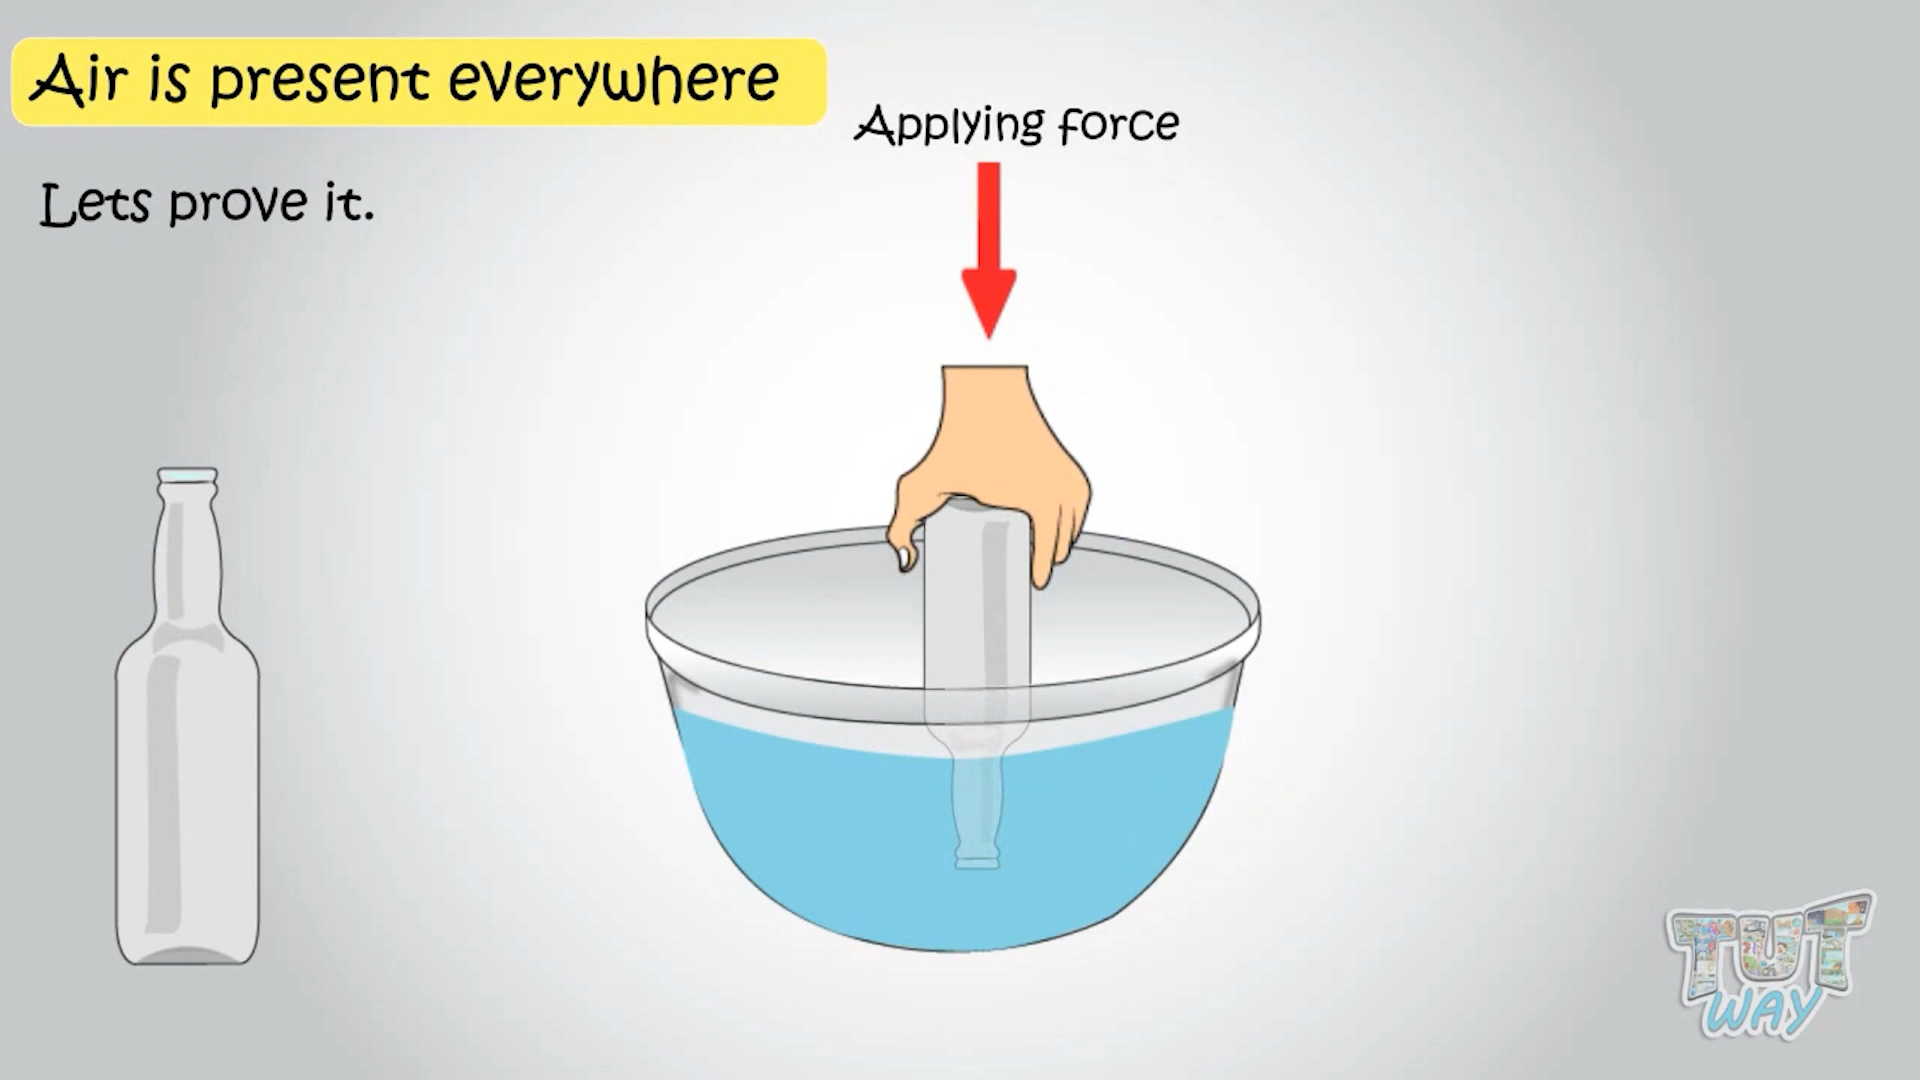 Air is present everywhere
Applying force
Lets prove it.
TUT
WAY